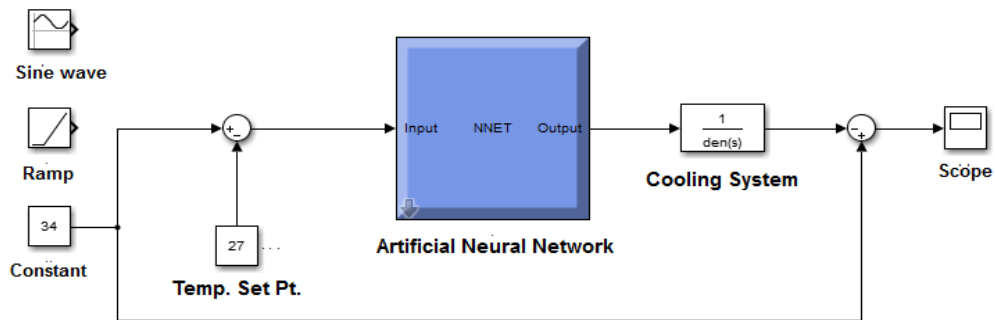 Sine wave
Ramp
34
Constant
+
−
27
...
Temp. Set Pt.
Input NNET Output
Artificial Neural Network
1
den(s)
Cooling System
−
+
Scope